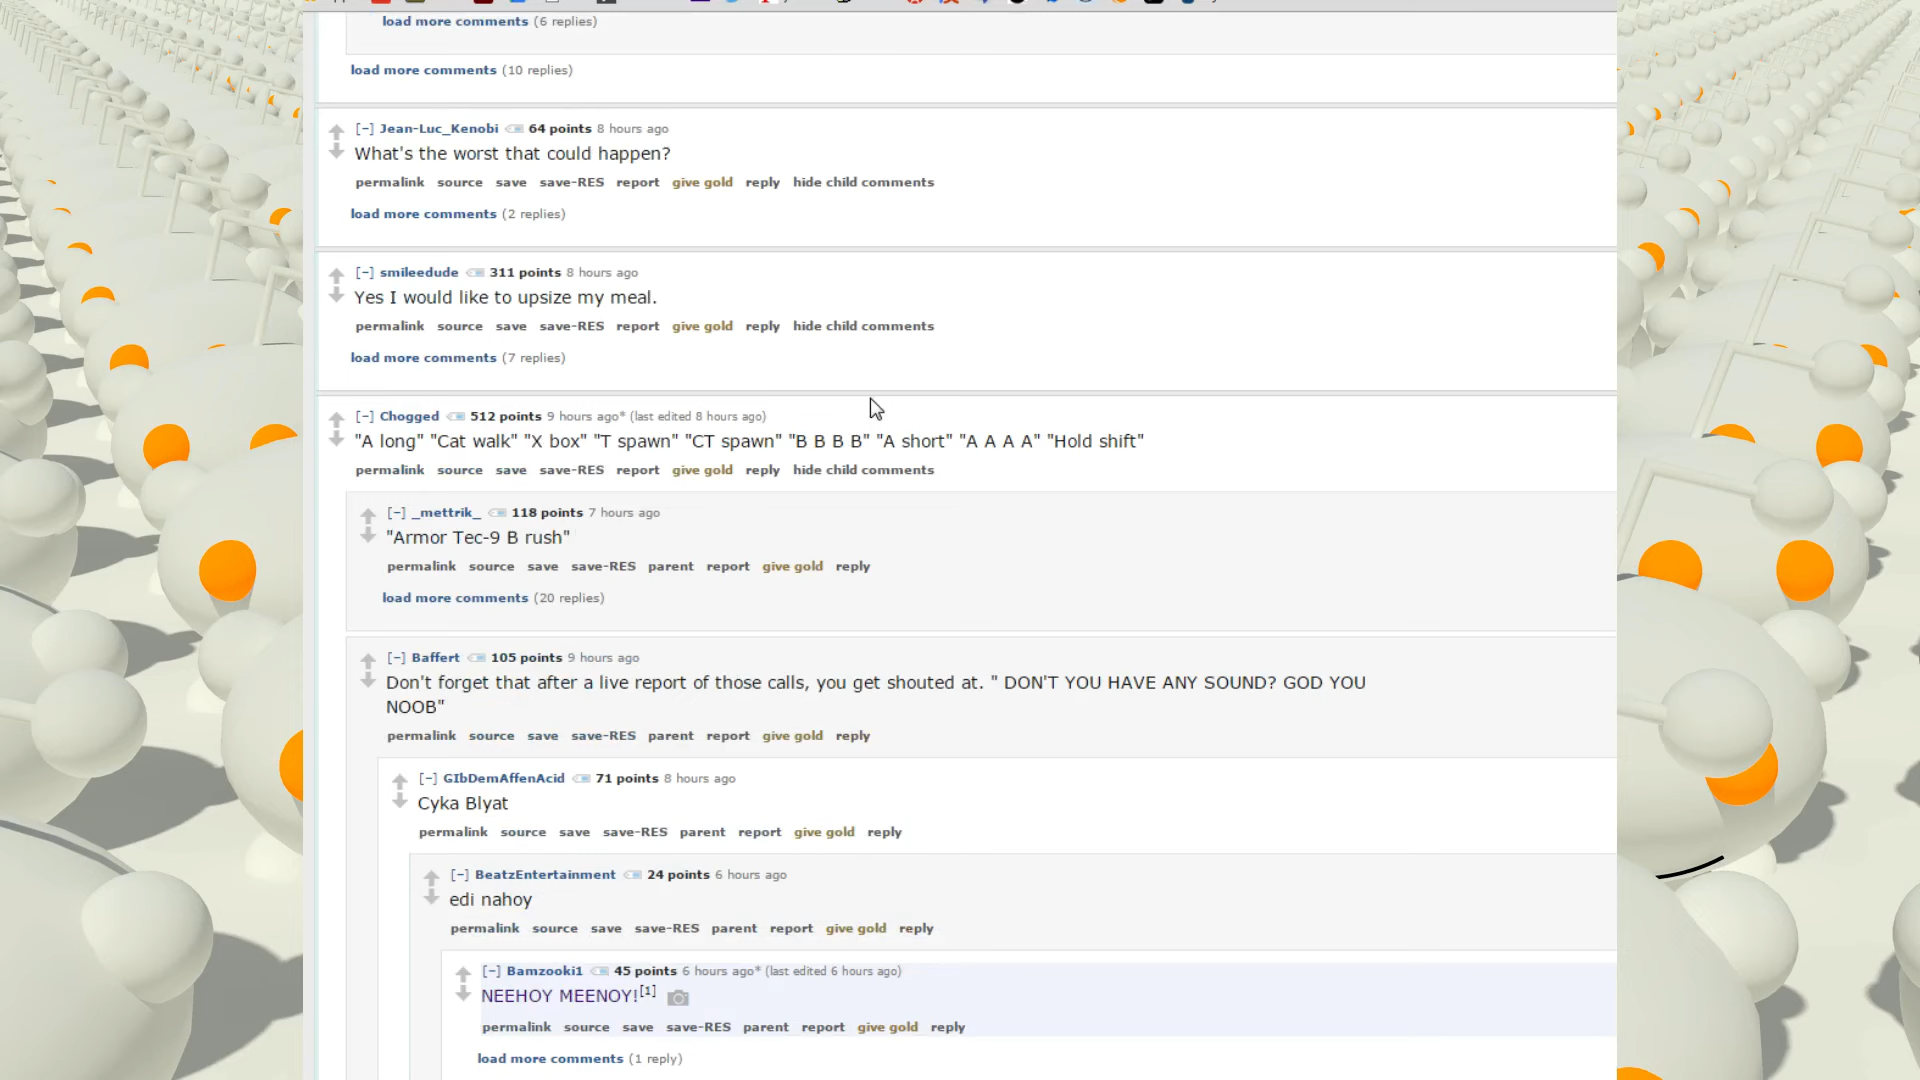 load more comments (6 replies)
load more comments (10 replies)
[–] Jean-Luc_Kenobi 64 points 8 hours ago
What's the worst that could happen?
permalink source save save-RES report give gold reply hide child comments
load more comments (2 replies)
[–] smileedude 311 points 8 hours ago
Yes I would like to upsize my meal.
permalink source save save-RES report give gold reply hide child comments
load more comments (7 replies)
[–] Chogged 512 points 9 hours ago* (last edited 8 hours ago)
"A long" "Cat walk" "X box" "T spawn" "CT spawn" "B B B B" "A short" "A A A A" "Hold shift"
permalink source save save-RES report give gold reply hide child comments
[–] _mettrik_ 118 points 7 hours ago
"Armor Tec-9 B rush"
permalink source save save-RES parent report give gold reply
load more comments (20 replies)
[–] Baffert 105 points 9 hours ago
Don't forget that after a live report of those calls, you get shouted at. " DON'T YOU HAVE ANY SOUND? GOD YOU
NOOB"
permalink source save save-RES parent report give gold reply
[–] GIbDemAffenAcid 71 points 8 hours ago
Cyka Blyat
permalink source save save-RES parent report give gold reply
[–] BeatzEntertainment 24 points 6 hours ago
edi nahoy
permalink source save save-RES parent report give gold reply
[–] Bamzooki1 45 points 6 hours ago* (last edited 6 hours ago)
NEEHOY MEENOY![1]
permalink source save save-RES parent report give gold reply
load more comments (1 reply)